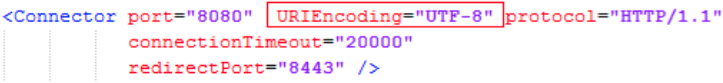 <Connector port="8080" URIEncoding="UTF-8" protocol="HTTP/1.1"
connectionTimeout="20000"
redirectPort="8443" />